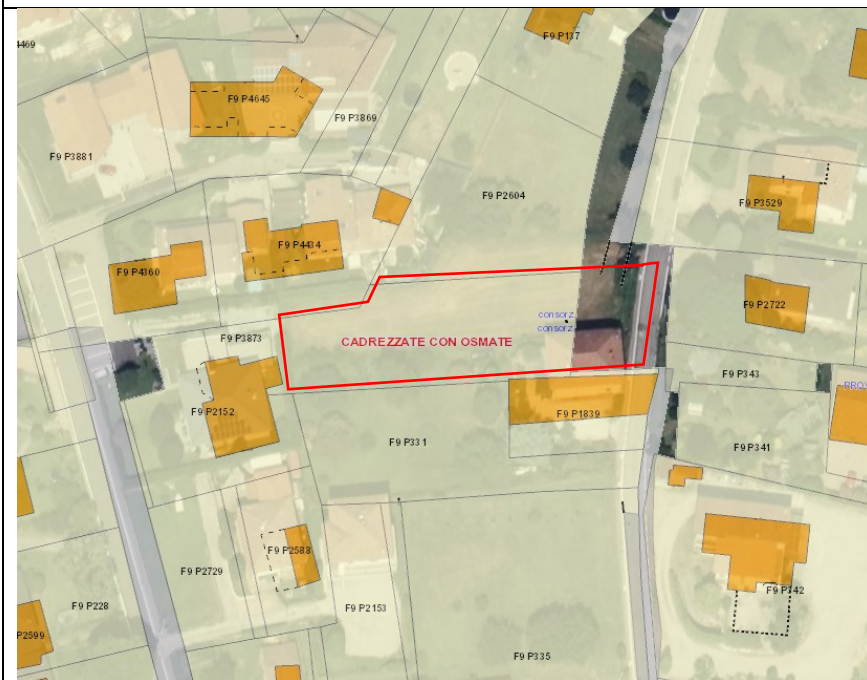 4469
F9 P137
F9 P4645
F9 P3869
F9 P3881
F9 P2604
F9 P3529
F9 P4434
F9 P4360
F9 P2722
consorz
consorz
F9 P3873
CADREZZATE CON OSMATE
F9 P343
F9 P2152
F9 P1839
F9 P331
F9 P341
F9 P2588
F9 P2729
F9 P342
F9 P228
F9 P2153
P2599
F9 P335